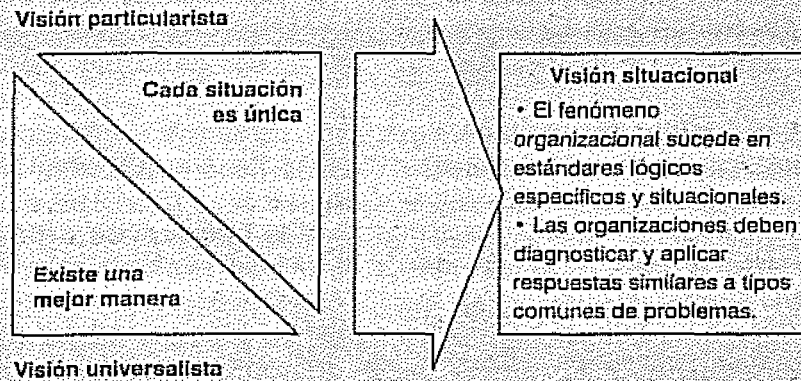 Visión particularista
Cada situación
es única
Existe una
mejor manera
Visión universalista
Visión situacional
• El fenómeno
organizacional sucede en
estándares lógicos
específicos y situacionales.
• Las organizaciones deben
diagnosticar y aplicar
respuestas similares a tipos
comunes de problemas.